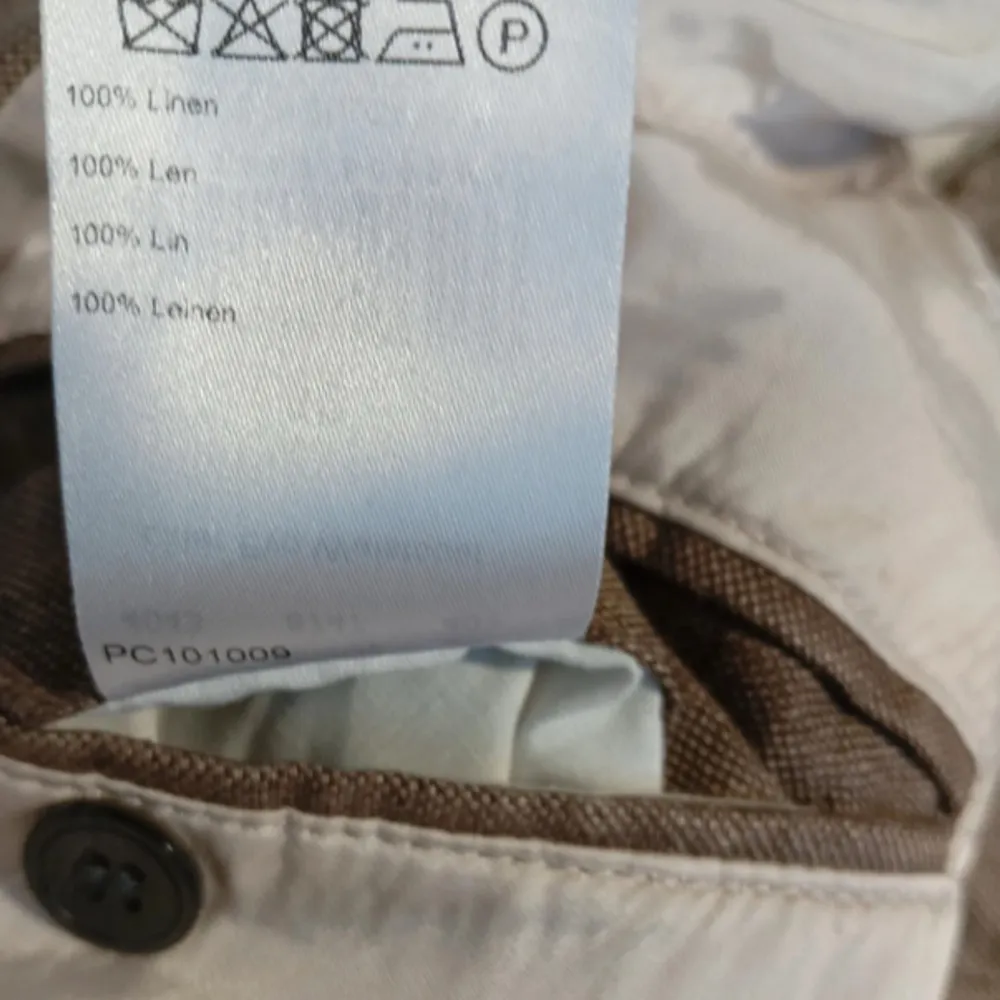 P
100% Linen
100% Len
100% Lin
100% Leinen
PC101009